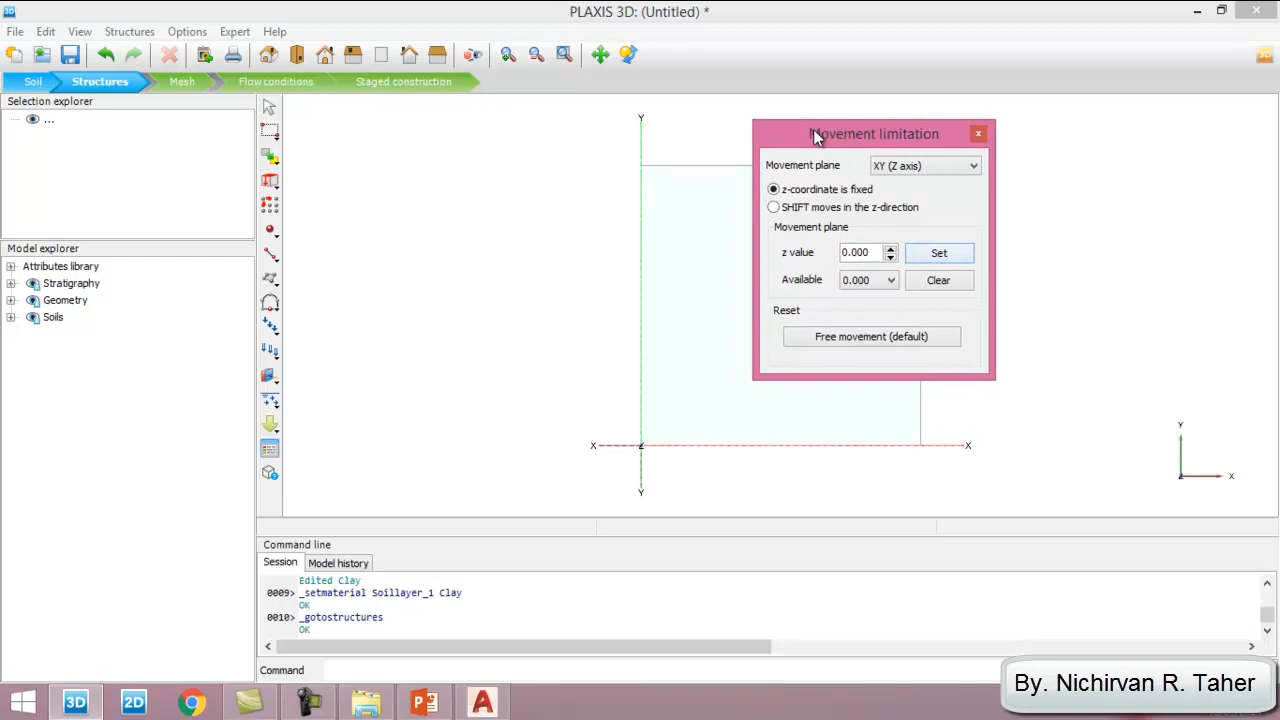 3D
PLAXIS 3D: (Untitled) *
File Edit View Structures Options Expert Help
Soil Structures Mesh Flow conditions Staged construction
Selection explorer
...
Model explorer
Attributes library
Stratigraphy
Geometry
Soils
Y
X
Z
X
Y
Movement limitation
x
Movement plane XY (Z axis)
z-coordinate is fixed
SHIFT moves in the z-direction
Movement plane
z value 0.000 Set
Available 0.000 Clear
Reset
Free movement (default)
Y
Z X
Command line
Session Model history
Edited Clay
0009> _setmaterial Soillayer_1 Clay
OK
0010> _gotostructures
OK
Command
3D 2D P A
By. Nichirvan R. Taher